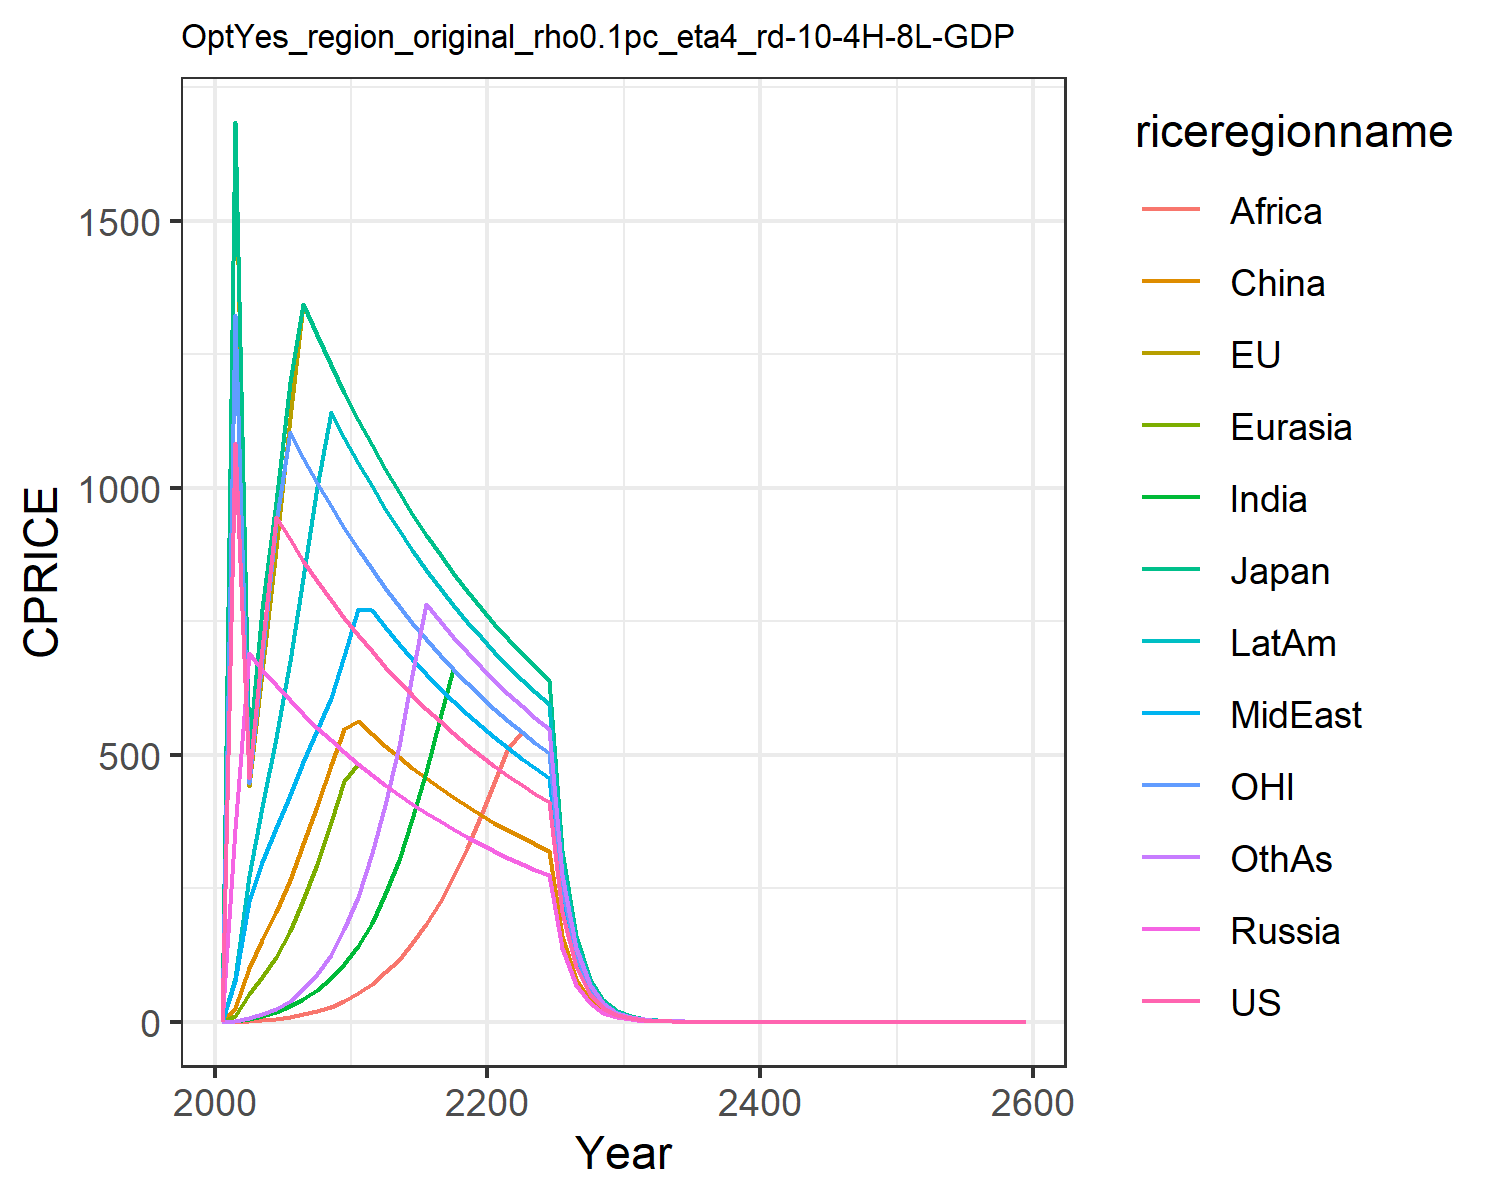 OptYes_region_original_rho0.1pc_eta4_rd-10-4H-8L-GDP
CPRICE
1500
1000
500
0
2000
2200
2400
2600
Year
riceregionname
Africa
China
EU
Eurasia
India
Japan
LatAm
MidEast
OHI
OthAs
Russia
US